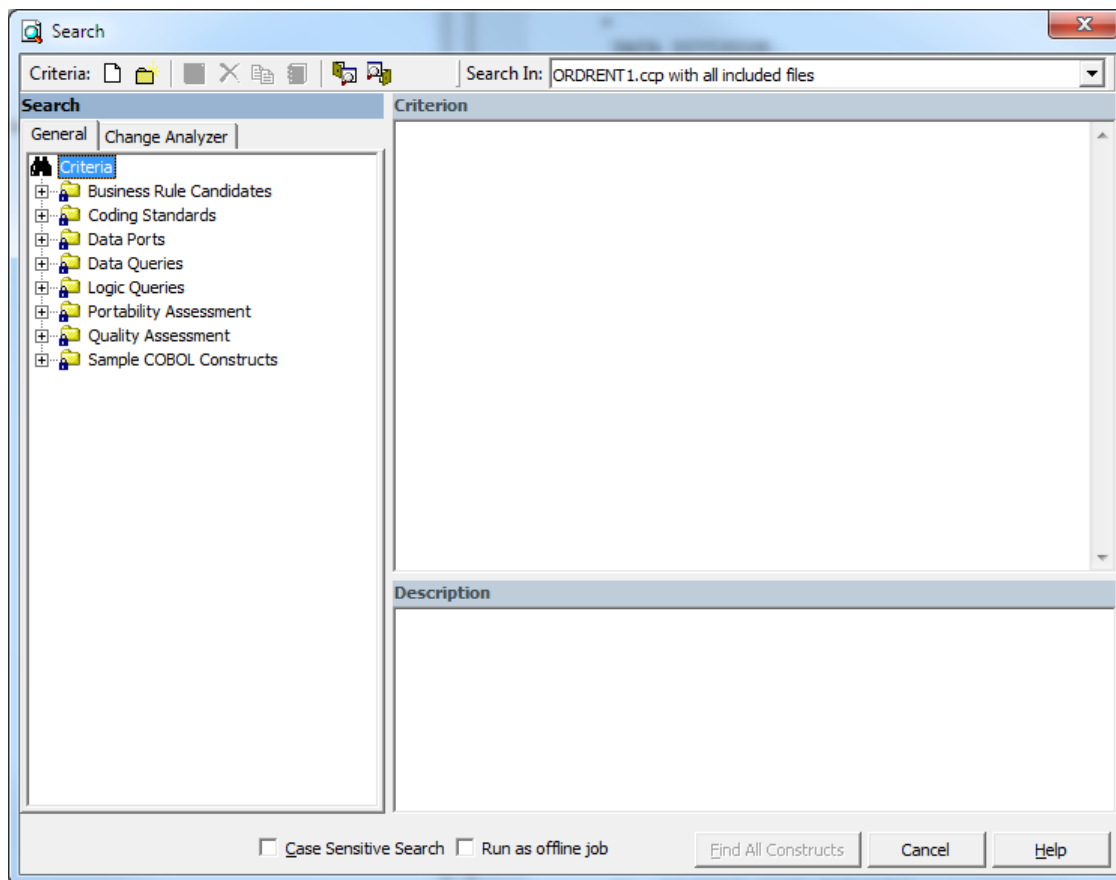 Search
Criteria: Search In: ORDRENT1.ccp with all included files
Search
Criterion
General Change Analyzer
Criteria
Business Rule Candidates
Coding Standards
Data Ports
Data Queries
Logic Queries
Portability Assessment
Quality Assessment
Sample COBOL Constructs
Description
Case Sensitive Search Run as offline job Find All Constructs Cancel Help